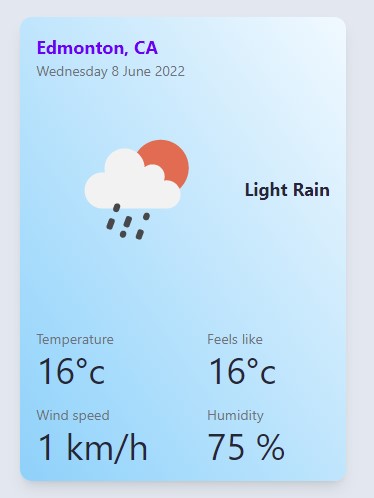 Edmonton, CA
Wednesday 8 June 2022
Light Rain
Temperature
16°c
Feels like
16°c
Wind speed
1 km/h
Humidity
75 %